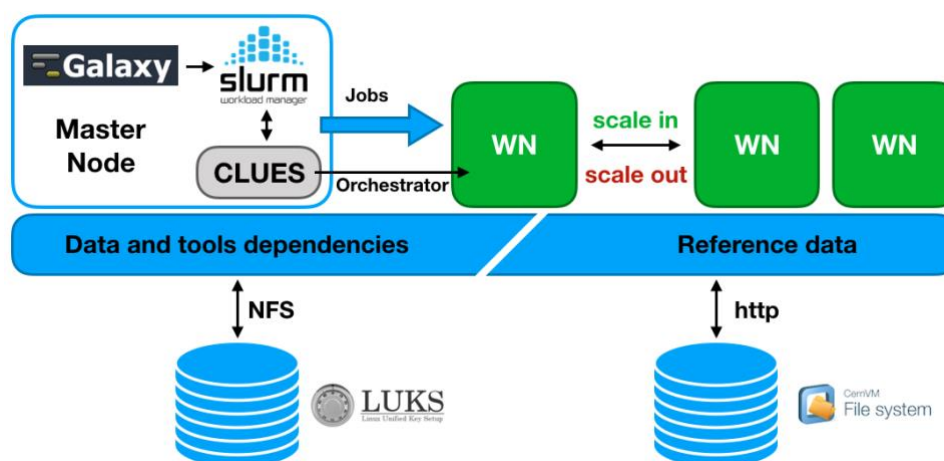 Galaxy
slurm
workload manager
Master
Node
CLUES
Jobs
Orchestrator
WN
scale in
scale out
WN
WN
Data and tools dependencies
Reference data
NFS
http
LUKS
Linux Unified Key Setup
CernVM
File system